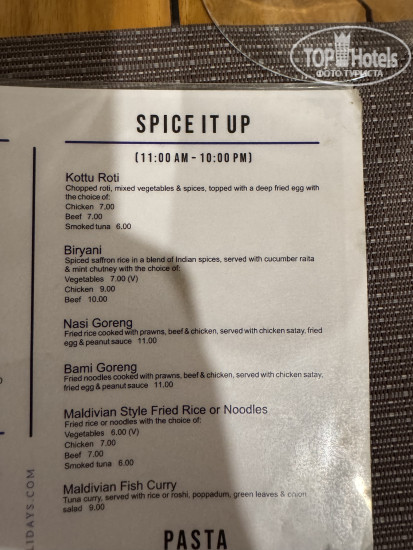 TOP Hotels
ФОТО ТУРИСТА
SPICE IT UP
(11:00 AM - 10:00 PM)
Kottu Roti
Chopped roti, mixed vegetables & spices, topped with a deep fried egg with
the choice of:
Chicken 7.00
Beef 7.00
Smoked tuna 6.00
Biryani
Spiced saffron rice in a blend of Indian spices, served with cucumber raita
& mint chutney with the choice of:
Vegetables 7.00 (V)
Chicken 9.00
Beef 10.00
Nasi Goreng
Fried rice cooked with prawns, beef & chicken, served with chicken satay, fried
egg & peanut sauce 11.00
Bami Goreng
Fried noodles cooked with prawns, beef & chicken, served with chicken satay,
fried egg & peanut sauce 11.00
Maldivian Style Fried Rice or Noodles
Fried rice or noodles with the choice of:
Vegetables 6.00 (V)
Chicken 7.00
Beef 7.00
Smoked tuna 6.00
Maldivian Fish Curry
Tuna curry, served with rice or roshi, poppadum, green leaves & onion
salad 9.00
PASTA
LIDAYS.COM